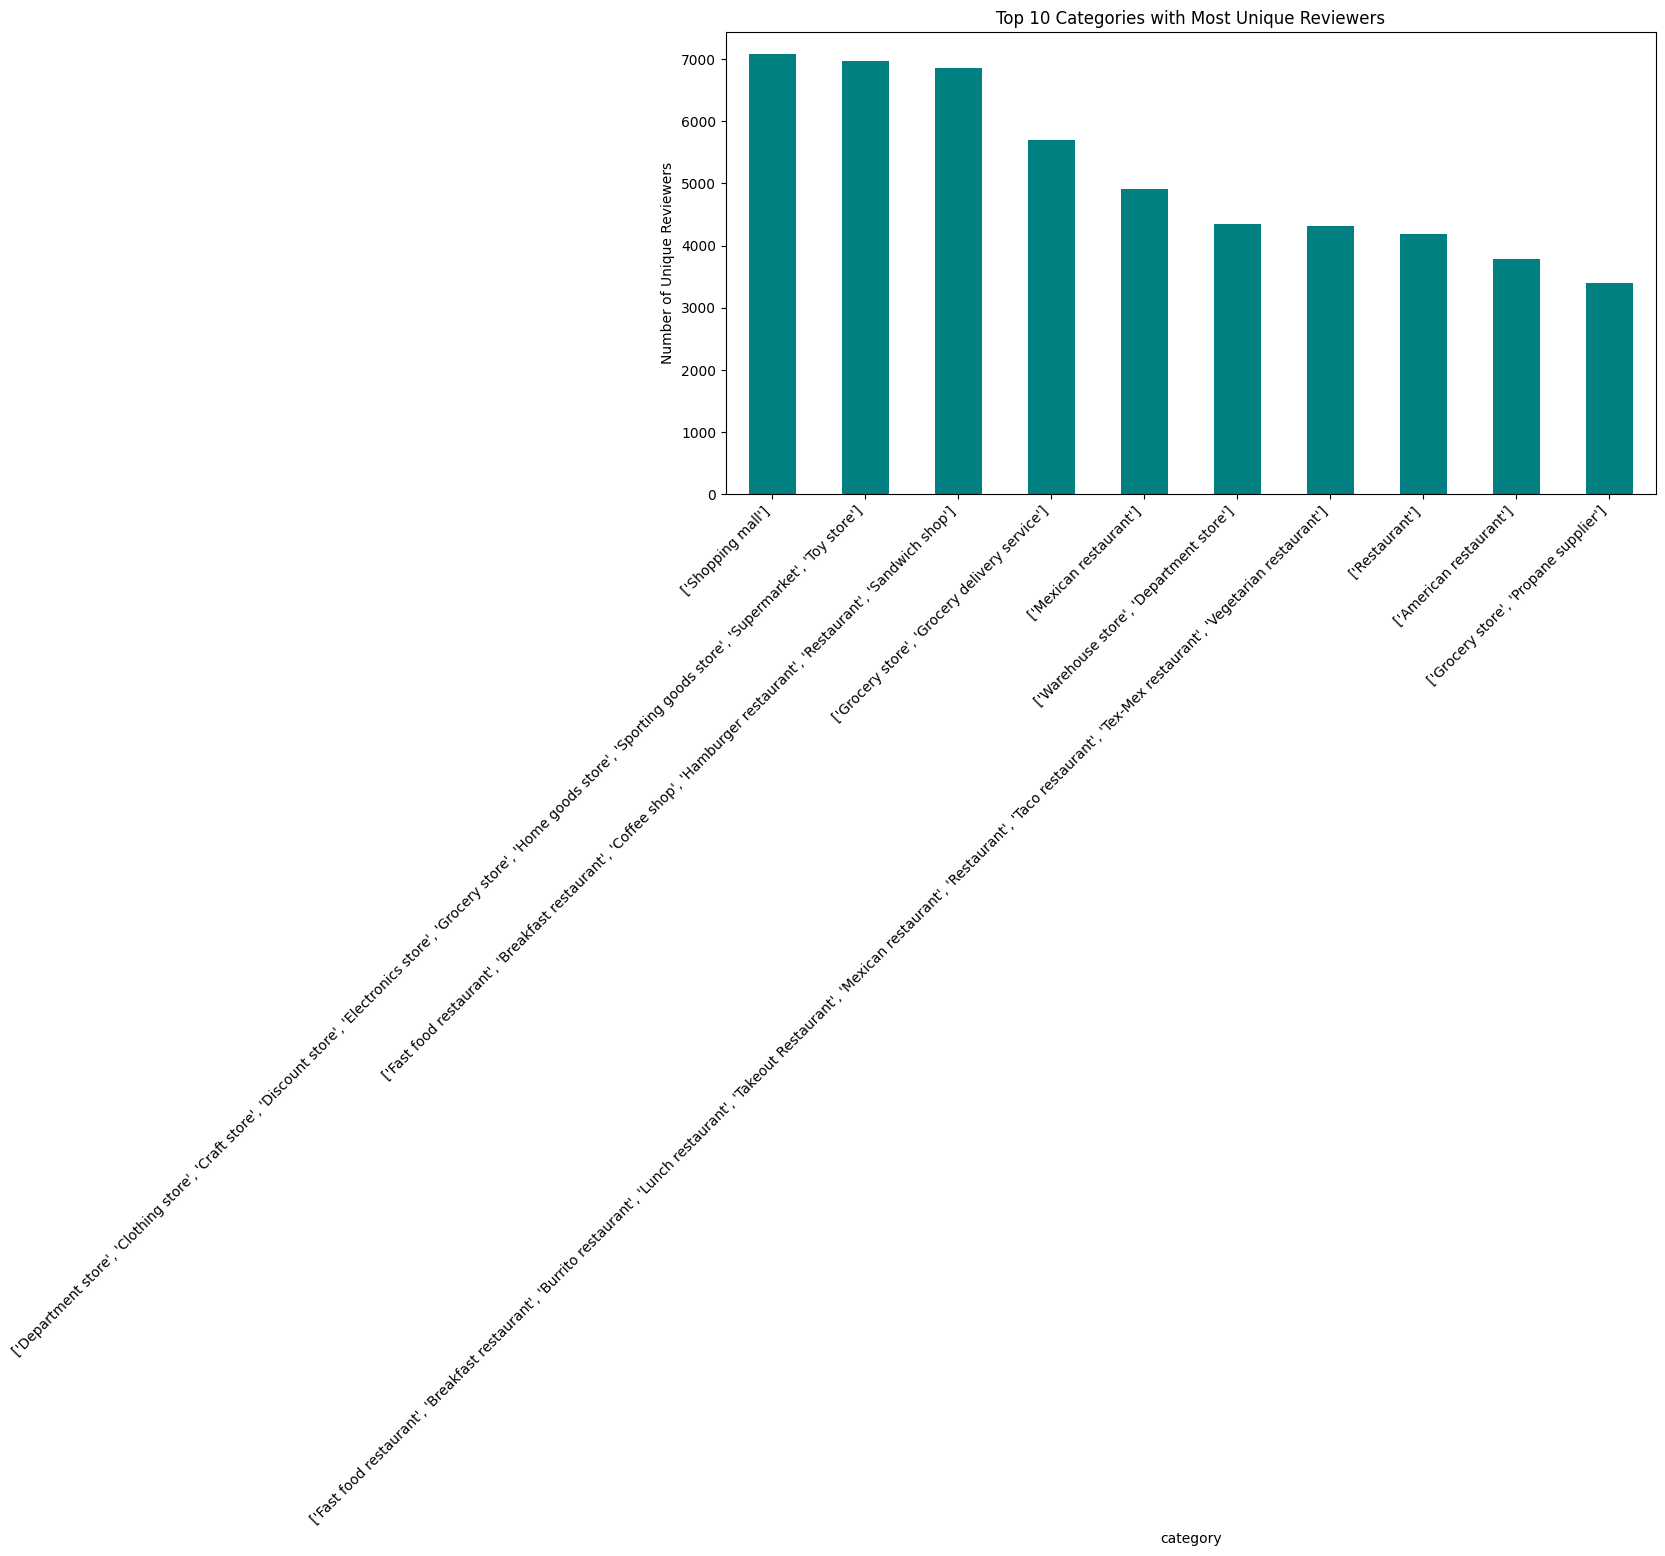 Top 10 Categories with Most Unique Reviewers
Number of Unique Reviewers
7000
6000
5000
4000
3000
2000
1000
0
['Shopping mall']
['Department store', 'Clothing store', 'Craft store', 'Discount store', 'Electronics store', 'Grocery store', 'Home goods store', 'Sporting goods store', 'Supermarket', 'Toy store']
['Fast food restaurant', 'Breakfast restaurant', 'Coffee shop', 'Hamburger restaurant', 'Restaurant', 'Sandwich shop']
['Grocery store', 'Grocery delivery service']
['Mexican restaurant']
['Warehouse store', 'Department store']
['Fast food restaurant', 'Breakfast restaurant', 'Burrito restaurant', 'Lunch restaurant', 'Takeout Restaurant', 'Mexican restaurant', 'Restaurant', 'Taco restaurant', 'Tex-Mex restaurant', 'Vegetarian restaurant']
['Restaurant']
['American restaurant']
['Grocery store', 'Propane supplier']
category